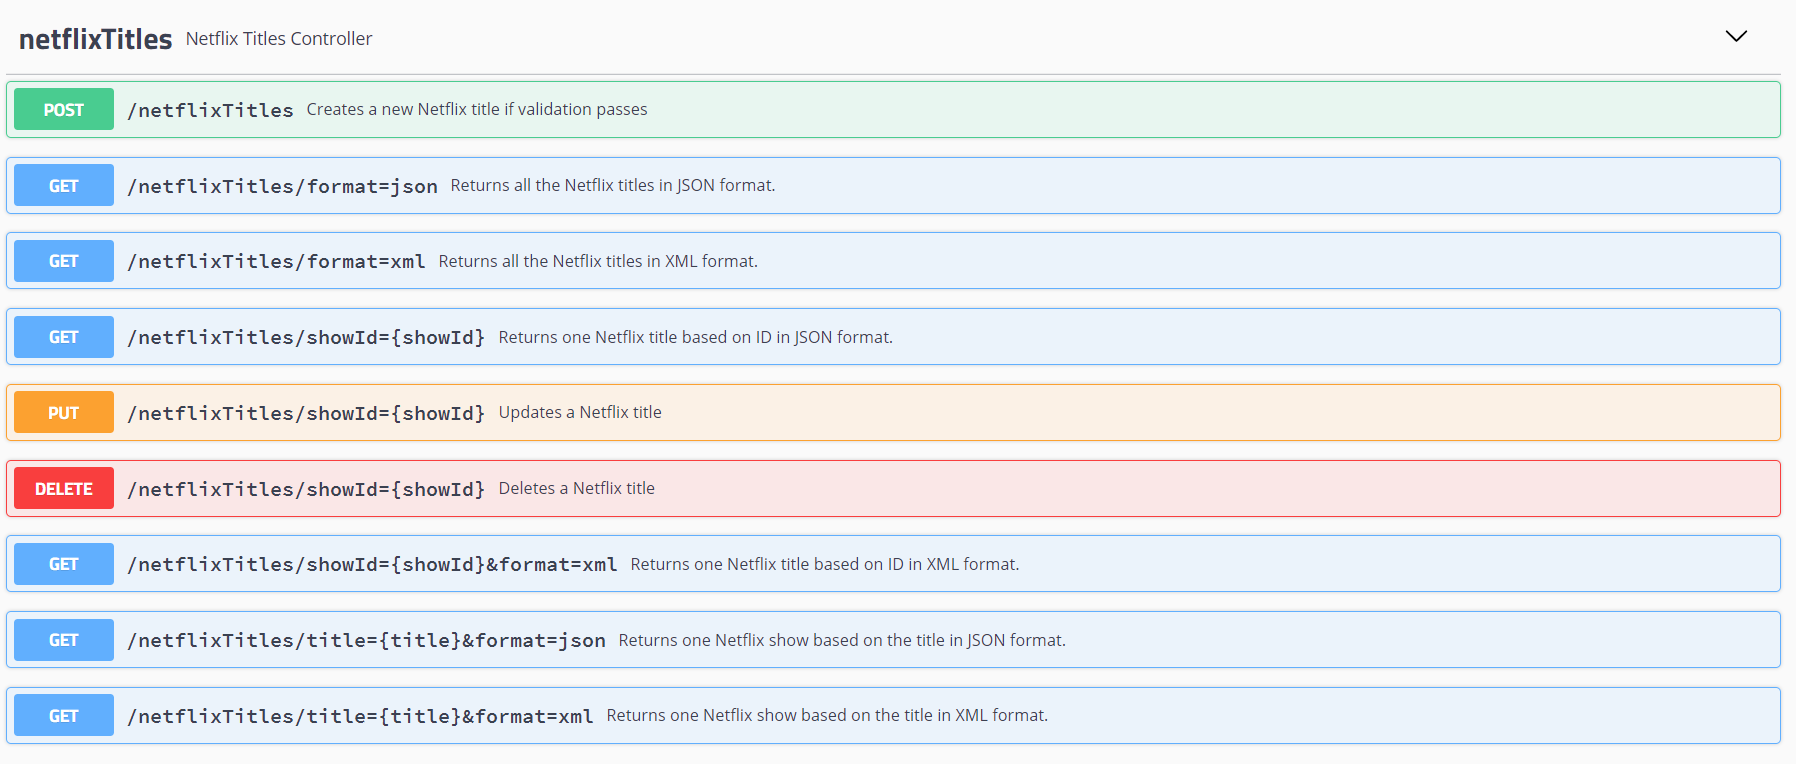 netflixTitles Netflix Titles Controller
POST /netflixTitles Creates a new Netflix title if validation passes
GET /netflixTitles/format=json Returns all the Netflix titles in JSON format.
GET /netflixTitles/format=xml Returns all the Netflix titles in XML format.
GET /netflixTitles/showId={showId} Returns one Netflix title based on ID in JSON format.
PUT /netflixTitles/showId={showId} Updates a Netflix title
DELETE /netflixTitles/showId={showId} Deletes a Netflix title
GET /netflixTitles/showId={showId}&format=xml Returns one Netflix title based on ID in XML format.
GET /netflixTitles/title={title}&format=json Returns one Netflix show based on the title in JSON format.
GET /netflixTitles/title={title}&format=xml Returns one Netflix show based on the title in XML format.